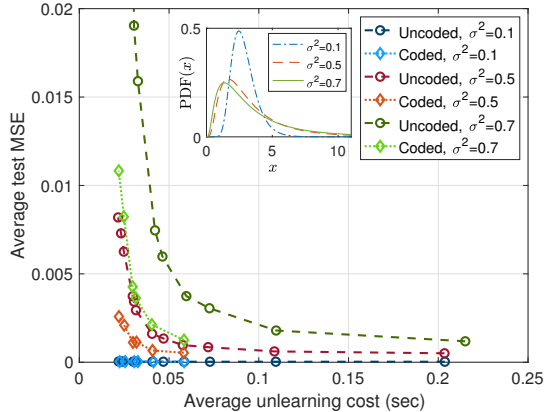 Average test MSE
0.02
0.015
0.01
0.005
0
0
0.05
0.1
0.15
0.2
0.25
Average unlearning cost (sec)
PDF(x)
0.5
0
0
5
10
x
σ²=0.1
σ²=0.5
σ²=0.7
Uncoded, σ²=0.1
Coded, σ²=0.1
Uncoded, σ²=0.5
Coded, σ²=0.5
Uncoded, σ²=0.7
Coded, σ²=0.7